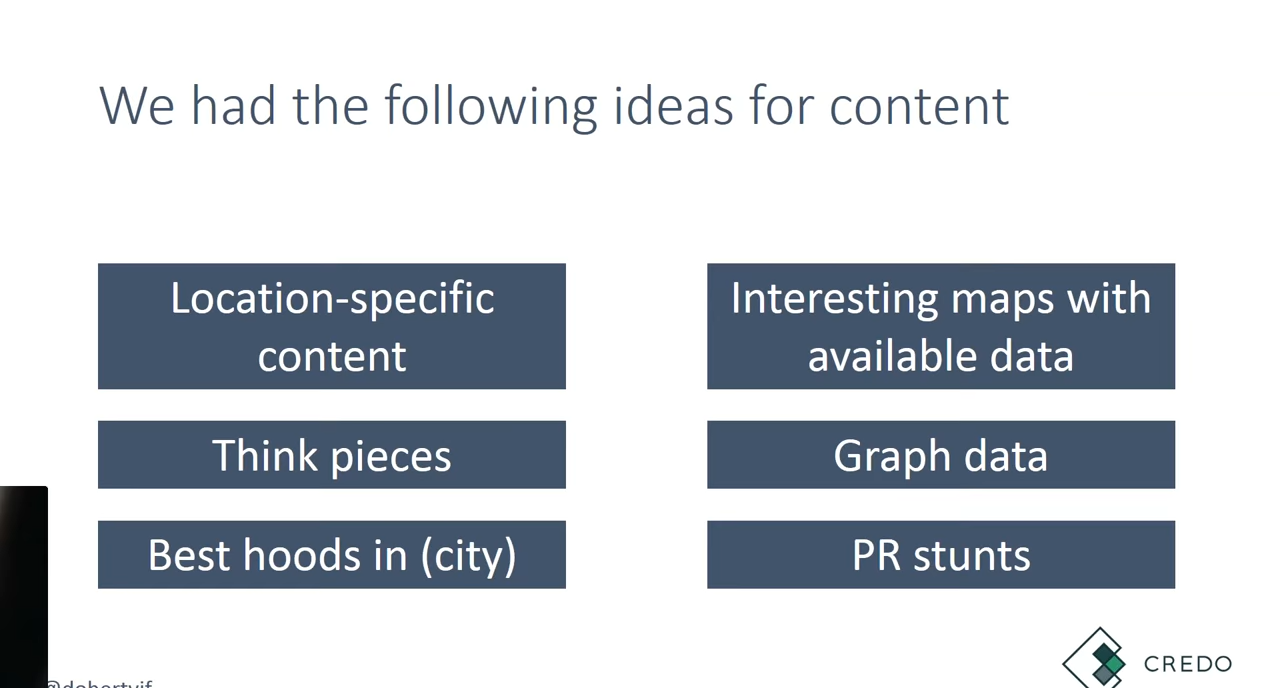 We had the following ideas for content
Location-specific
content
Interesting maps with
available data
Think pieces
Graph data
Best hoods in (city)
PR stunts
CREDO